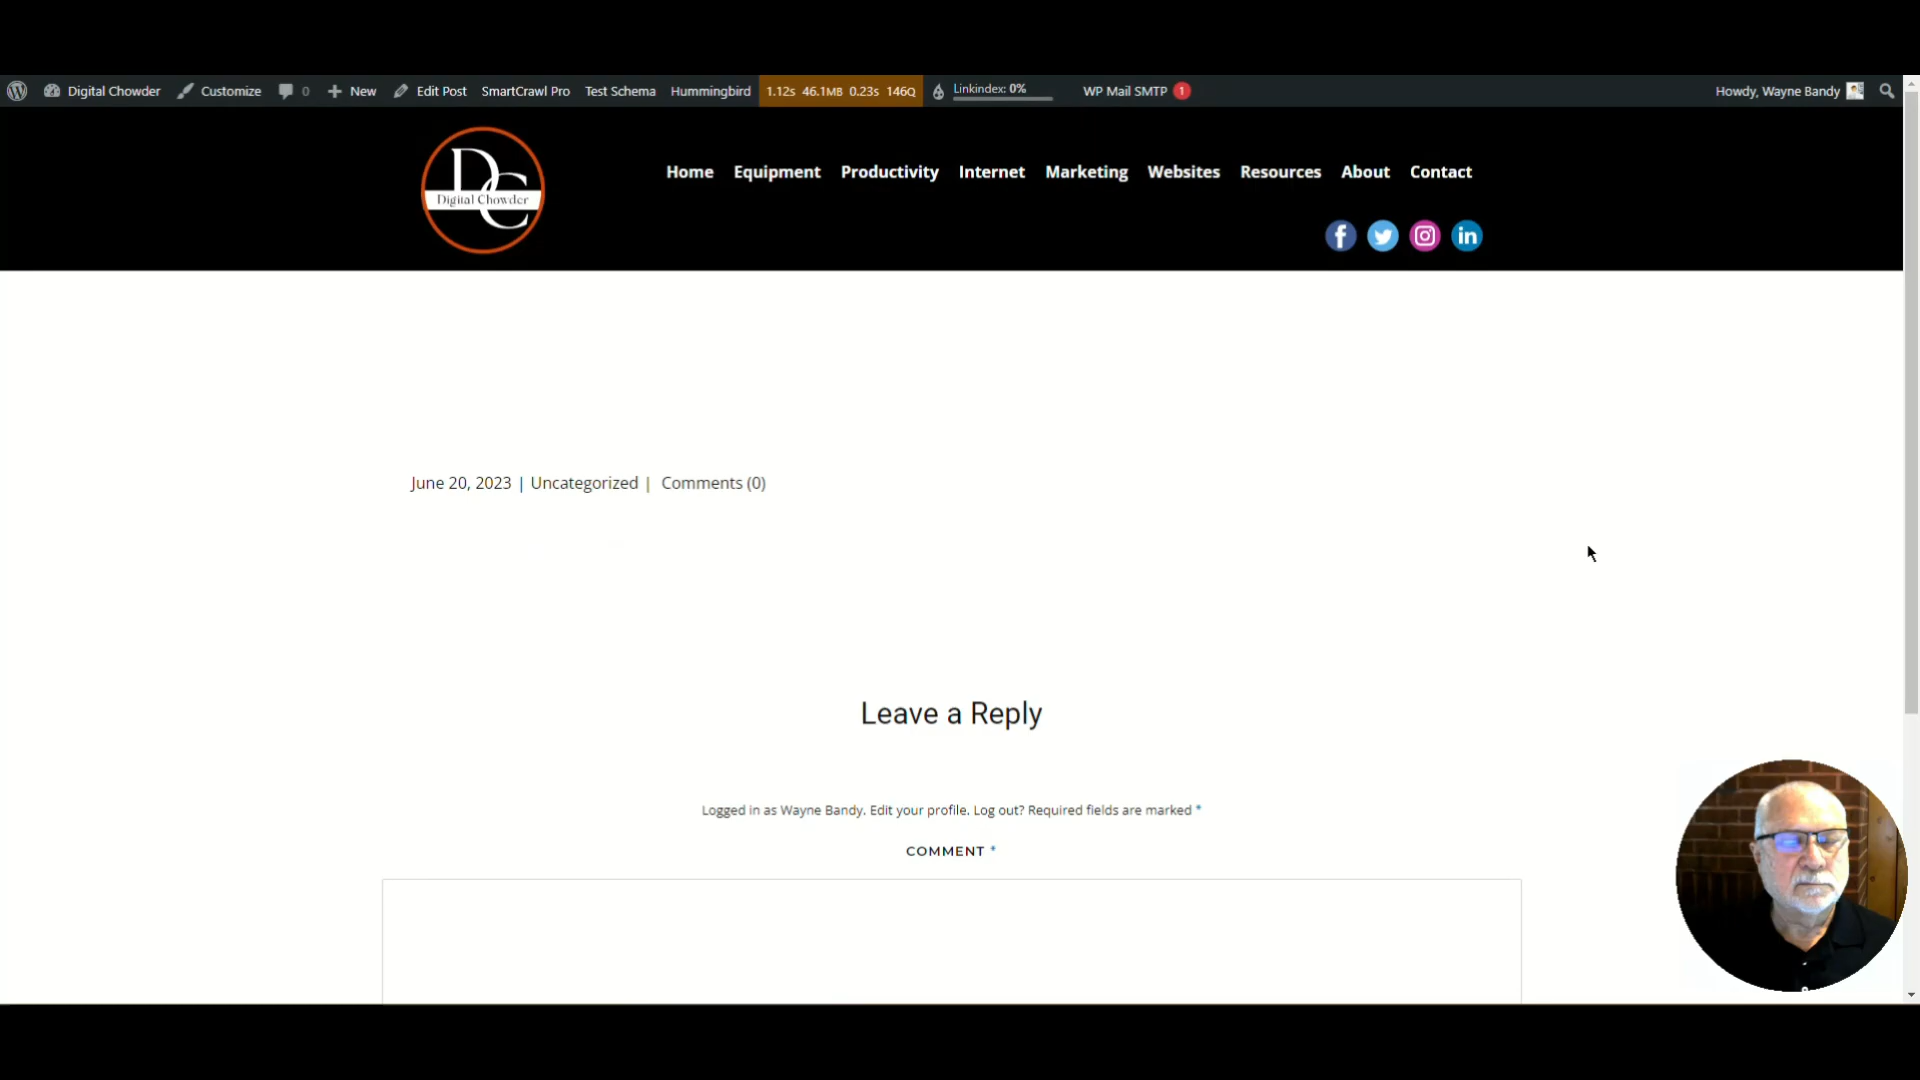 Digital Chowder Customize 0 New Edit Post SmartCrawl Pro Test Schema Hummingbird 1.12s 46.1MB 0.23s 146Q Linkindex: 0% WP Mail SMTP 1 Howdy, Wayne Bandy
DC
Digital Chowder
Home Equipment Productivity Internet Marketing Websites Resources About Contact
f in
June 20, 2023 | Uncategorized | Comments (0)
Leave a Reply
Logged in as Wayne Bandy. Edit your profile. Log out? Required fields are marked *
COMMENT *